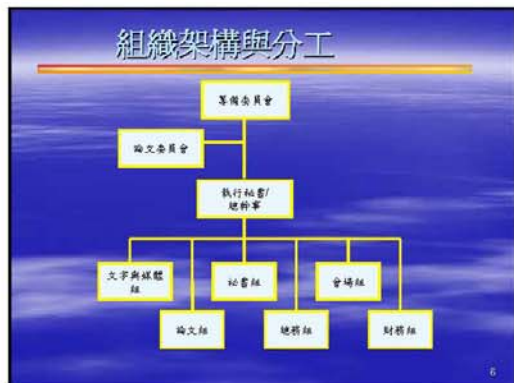 組織架構與分工
籌備委員會
論文委員會
執行祕書/
總幹事
文字與媒體
組
祕書組
會場組
論文組
總務組
財務組
6